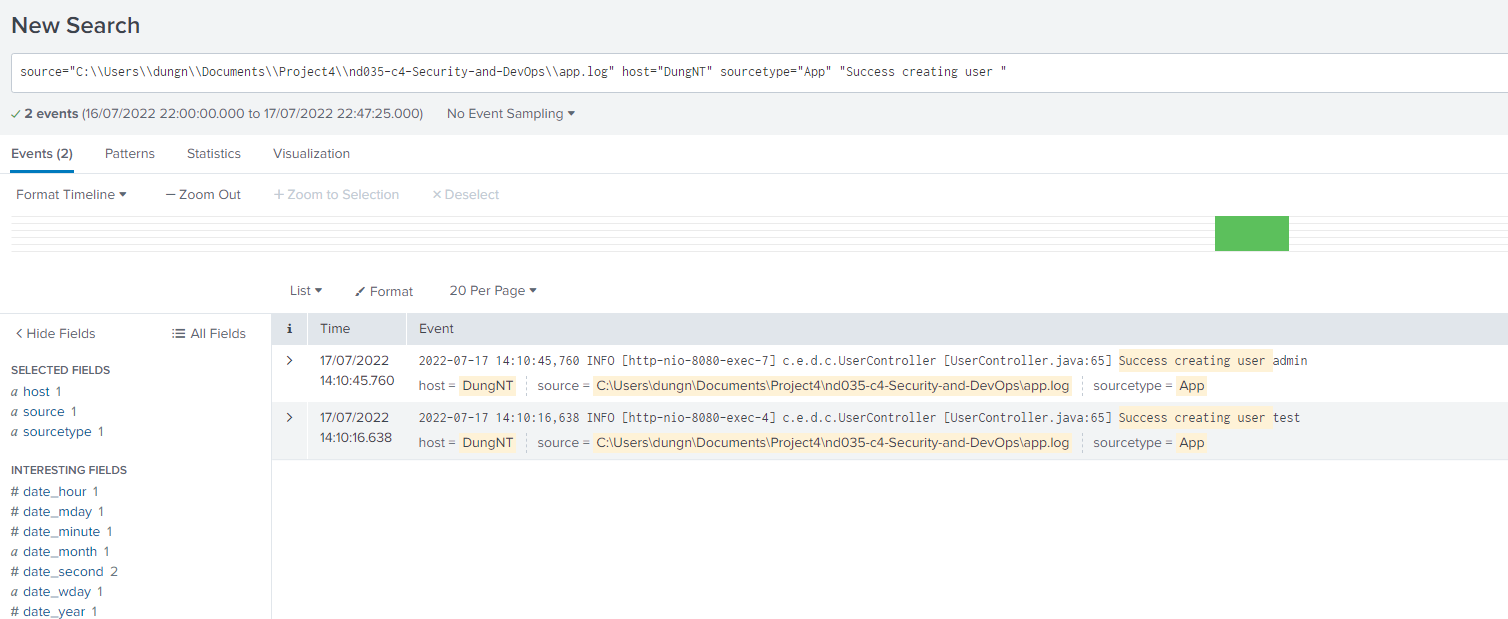 New Search
source="C:\\Users\\dungn\\Documents\\Project4\\nd035-c4-Security-and-DevOps\\app.log" host="DungNT" sourcetype="App" "Success creating user "
2 events (16/07/2022 22:00:00.000 to 17/07/2022 22:47:25.000) No Event Sampling
Events (2) Patterns Statistics Visualization
Format Timeline – Zoom Out + Zoom to Selection × Deselect
List Format 20 Per Page
Hide Fields All Fields
SELECTED FIELDS
a host 1
a source 1
a sourcetype 1
INTERESTING FIELDS
# date_hour 1
# date_mday 1
# date_minute 1
a date_month 1
# date_second 2
a date_wday 1
# date_year 1
i Time Event
17/07/2022
14:10:45.760
2022-07-17 14:10:45,760 INFO [http-nio-8080-exec-7] c.e.d.c.UserController [UserController.java:65] Success creating user admin
host = DungNT source = C:\Users\dungn\Documents\Project4\nd035-c4-Security-and-DevOps\app.log sourcetype = App
17/07/2022
14:10:16.638
2022-07-17 14:10:16,638 INFO [http-nio-8080-exec-4] c.e.d.c.UserController [UserController.java:65] Success creating user test
host = DungNT source = C:\Users\dungn\Documents\Project4\nd035-c4-Security-and-DevOps\app.log sourcetype = App